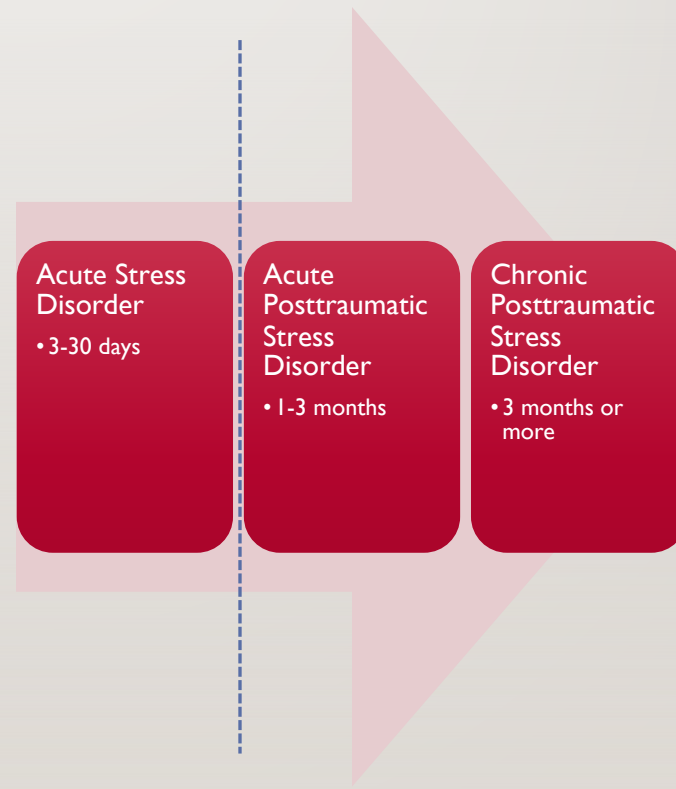 Acute Stress
Disorder
• 3-30 days
Acute
Posttraumatic
Stress
Disorder
• 1-3 months
Chronic
Posttraumatic
Stress
Disorder
• 3 months or
more